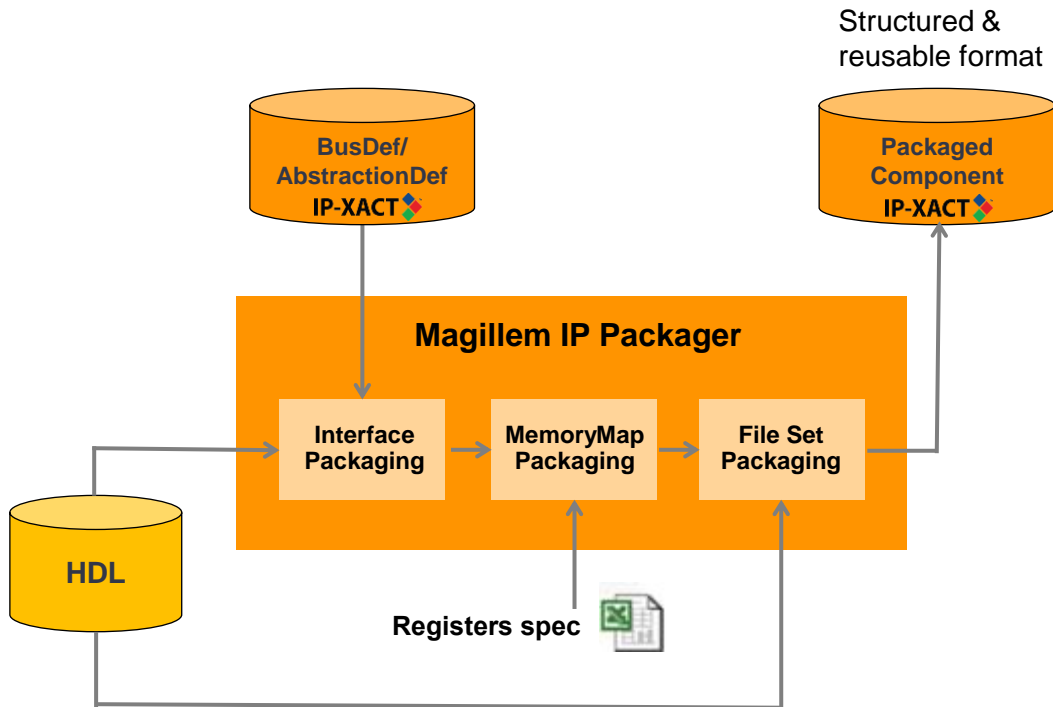 Structured &
reusable format
BusDef/
AbstractionDef
IP-XACT
Packaged
Component
IP-XACT
Magillem IP Packager
Interface
Packaging
MemoryMap
Packaging
File Set
Packaging
HDL
Registers spec